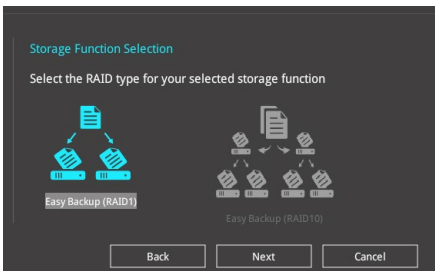 Storage Function Selection
Select the RAID type for your selected storage function
Easy Backup (RAID1)
Easy Backup (RAID10)
Back
Next
Cancel